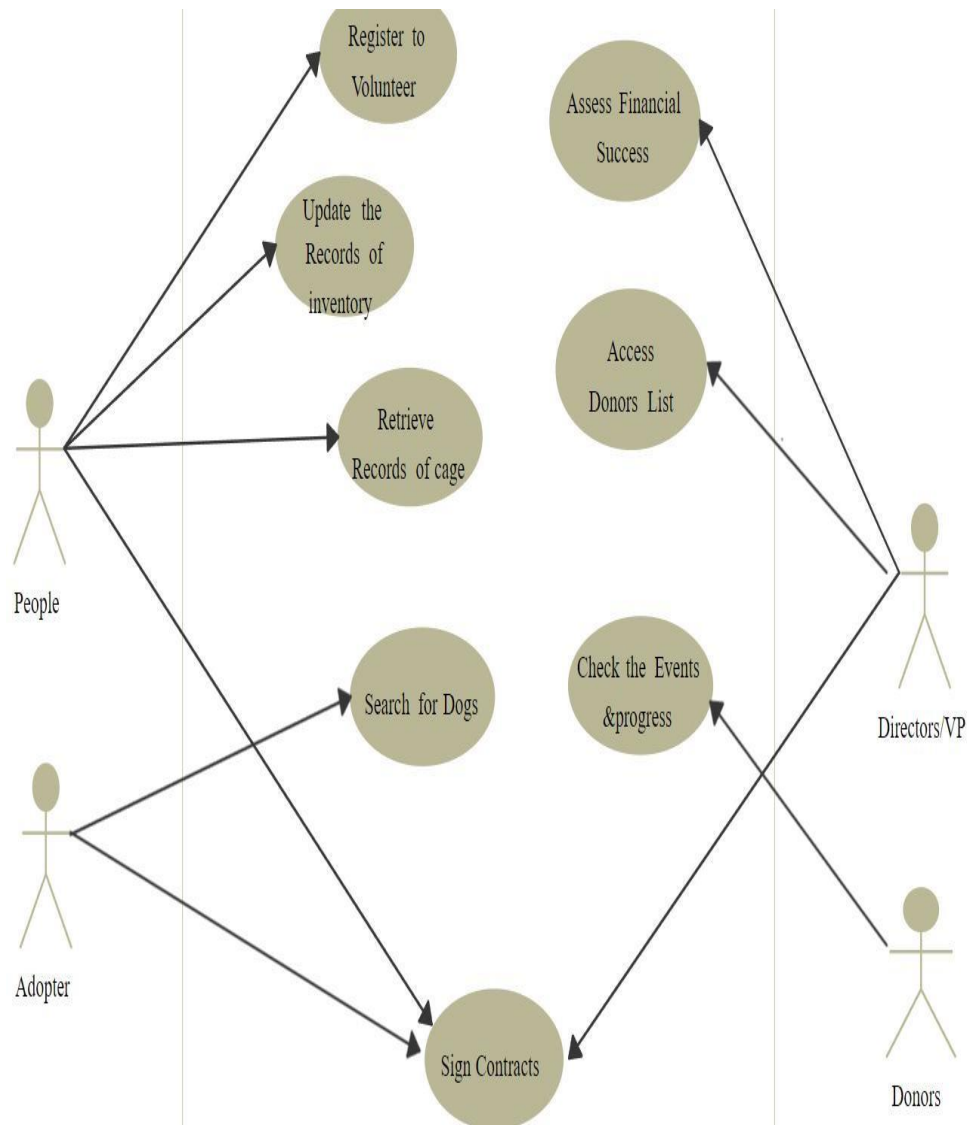 Register to
Volunteer
Assess Financial
Success
Update the
Records of
inventory
Access
Donors List
Retrieve
Records of cage
People
Search for Dogs
Check the Events
&progress
Directors/VP
Adopter
Sign Contracts
Donors